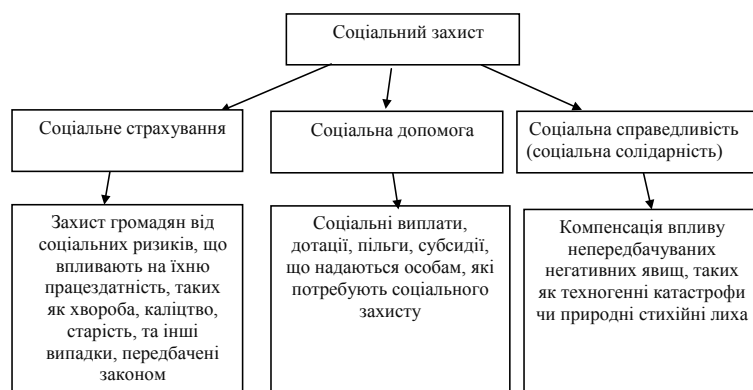 Соціальний захист
Соціальне страхування
Соціальна допомога
Соціальна справедливість
(соціальна солідарність)
Захист громадян від
соціальних ризиків, що
впливають на їхню
працездатність, таких
як хвороба, каліцтво,
старість, та інші
випадки, передбачені
законом
Соціальні виплати,
дотації, пільги, субсидії,
що надаються особам, які
потребують соціального
захисту
Компенсація впливу
непередбачуваних
негативних явищ, таких
як техногенні катастрофи
чи природні стихійні лиха